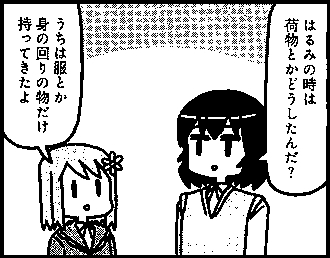 はるみの時は
荷物とかどうしたんだ?
うちは服とか
身の回りの物だけ
持ってきたよ